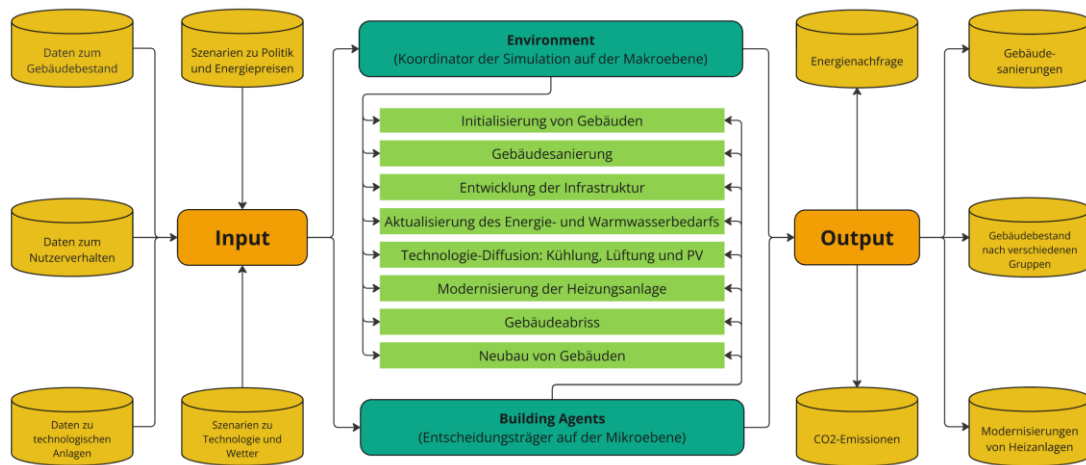 Daten zum
Gebäudebestand
Szenarien zu Politik
und Energiepreisen
Environment
(Koordinator der Simulation auf der Makroebene)
Energienachfrage
Gebäude-
sanierungen
Initialisierung von Gebäuden
Gebäudesanierung
Entwicklung der Infrastruktur
Aktualisierung des Energie- und Warmwasserbedarfs
Technologie-Diffusion: Kühlung, Lüftung und PV
Modernisierung der Heizungsanlage
Gebäudeabriss
Neubau von Gebäuden
Daten zum
Nutzerverhalten
Input
Output
Gebäudebestand
nach verschiedenen
Gruppen
Daten zu
technologischen
Anlagen
Szenarien zu
Technologie und
Wetter
Building Agents
(Entscheidungsträger auf der Mikroebene)
CO2-Emissionen
Modernisierungen
von Heizanlagen